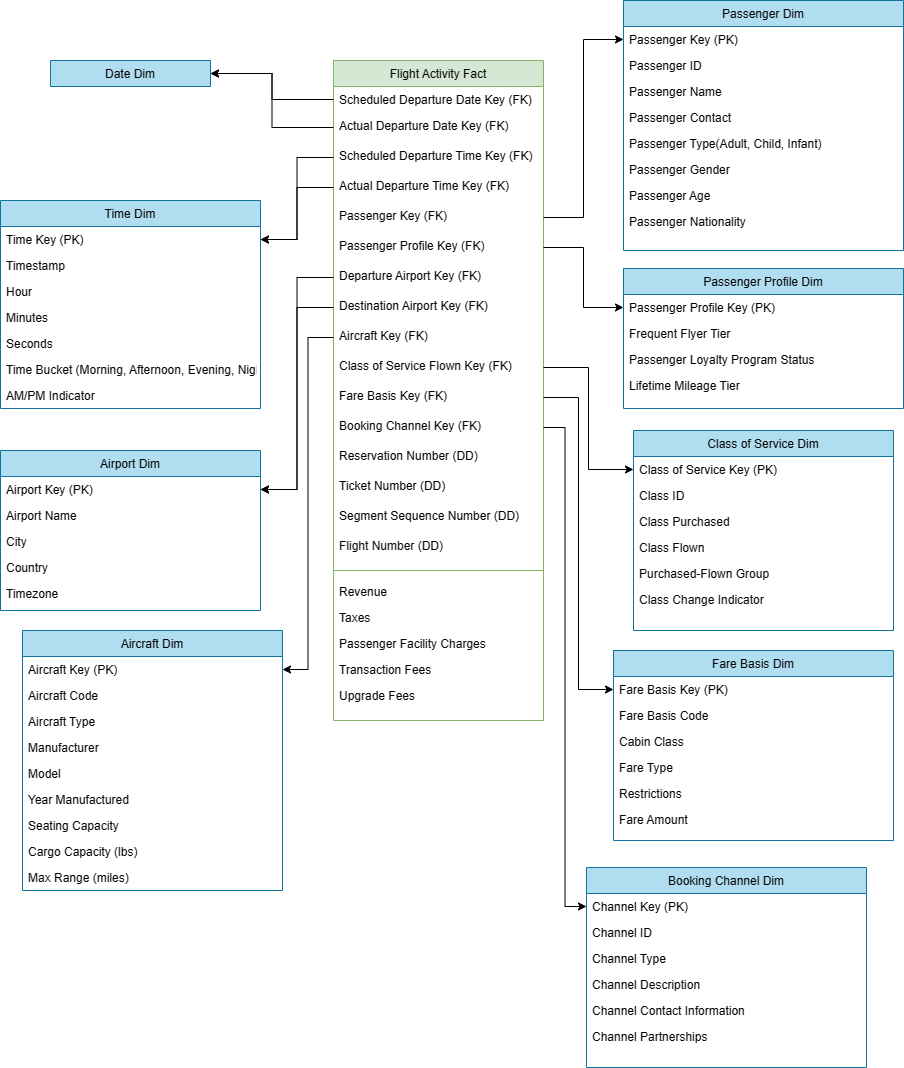 Date Dim
Flight Activity Fact
Scheduled Departure Date Key (FK)
Actual Departure Date Key (FK)
Scheduled Departure Time Key (FK)
Actual Departure Time Key (FK)
Passenger Key (FK)
Passenger Profile Key (FK)
Departure Airport Key (FK)
Destination Airport Key (FK)
Aircraft Key (FK)
Class of Service Flown Key (FK)
Fare Basis Key (FK)
Booking Channel Key (FK)
Reservation Number (DD)
Ticket Number (DD)
Segment Sequence Number (DD)
Flight Number (DD)
Revenue
Taxes
Passenger Facility Charges
Transaction Fees
Upgrade Fees
Time Dim
Time Key (PK)
Timestamp
Hour
Minutes
Seconds
Time Bucket (Morning, Afternoon, Evening, Nig
AM/PM Indicator
Airport Dim
Airport Key (PK)
Airport Name
City
Country
Timezone
Aircraft Dim
Aircraft Key (PK)
Aircraft Code
Aircraft Type
Manufacturer
Model
Year Manufactured
Seating Capacity
Cargo Capacity (lbs)
Max Range (miles)
Passenger Dim
Passenger Key (PK)
Passenger ID
Passenger Name
Passenger Contact
Passenger Type(Adult, Child, Infant)
Passenger Gender
Passenger Age
Passenger Nationality
Passenger Profile Dim
Passenger Profile Key (PK)
Frequent Flyer Tier
Passenger Loyalty Program Status
Lifetime Mileage Tier
Class of Service Dim
Class of Service Key (PK)
Class ID
Class Purchased
Class Flown
Purchased-Flown Group
Class Change Indicator
Fare Basis Dim
Fare Basis Key (PK)
Fare Basis Code
Cabin Class
Fare Type
Restrictions
Fare Amount
Booking Channel Dim
Channel Key (PK)
Channel ID
Channel Type
Channel Description
Channel Contact Information
Channel Partnerships